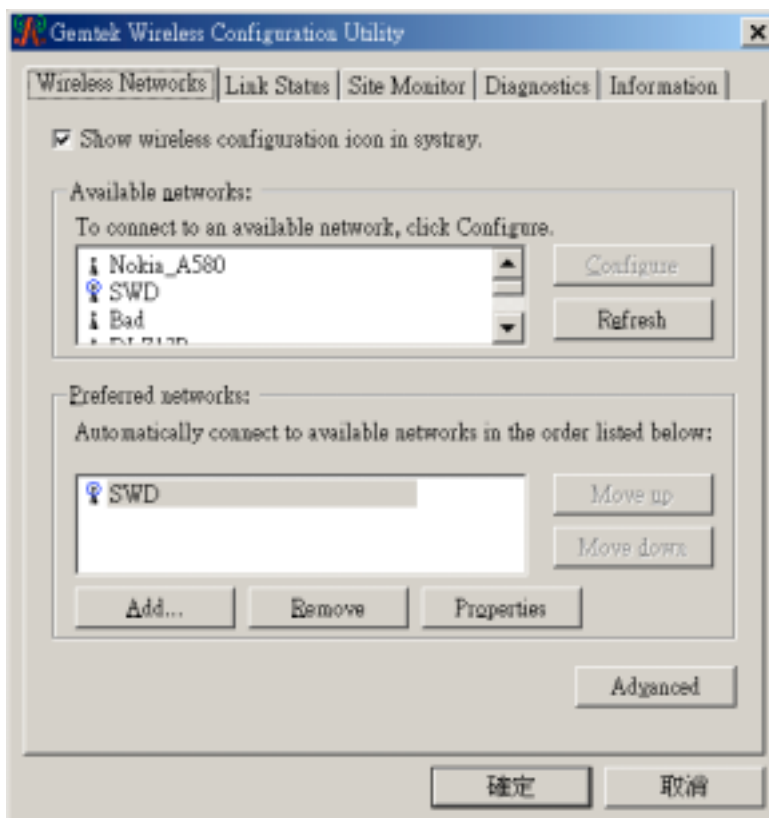 Gemtek Wireless Configuration Utility
Wireless Networks Link Status Site Monitor Diagnostics Information
Show wireless configuration icon in systray.
Available networks:
To connect to an available network, click Configure.
Nokia_A580
SWD
Bad
Configure
Refresh
Preferred networks:
Automatically connect to available networks in the order listed below:
SWD
Move up
Move down
Add... Remove Properties
Advanced
確定 取消